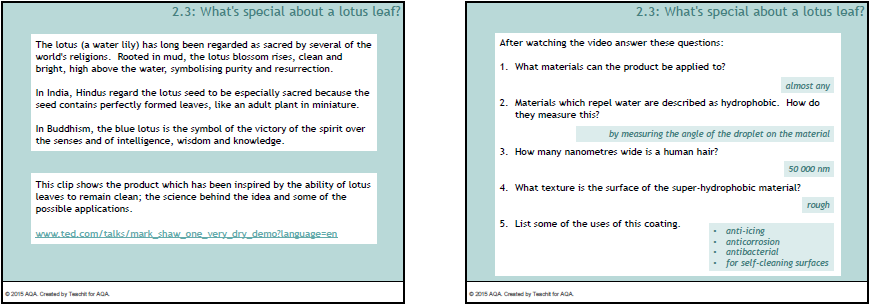 2.3: What's special about a lotus leaf?
The lotus (a water lily) has long been regarded as sacred by several of the
world's religions. Rooted in mud, the lotus blossom rises, clean and
bright, high above the water, symbolising purity and resurrection.
In India, Hindus regard the lotus seed to be especially sacred because the
seed contains perfectly formed leaves, like an adult plant in miniature.
In Buddhism, the blue lotus is the symbol of the victory of the spirit over
the senses and of intelligence, wisdom and knowledge.
This clip shows the product which has been inspired by the ability of lotus
leaves to remain clean; the science behind the idea and some of the
possible applications.
www.ted.com/talks/mark_shaw_one_very_dry_demo?language=en
© 2015 AQA. Created by Teachit for AQA.
2.3: What's special about a lotus leaf?
After watching the video answer these questions:
1. What materials can the product be applied to?
almost any
2. Materials which repel water are described as hydrophobic. How do
they measure this?
by measuring the angle of the droplet on the material
3. How many nanometres wide is a human hair?
50 000 nm
4. What texture is the surface of the super-hydrophobic material?
rough
5. List some of the uses of this coating.
• anti-icing
• anticorrosion
• antibacterial
• for self-cleaning surfaces
© 2015 AQA. Created by Teachit for AQA.